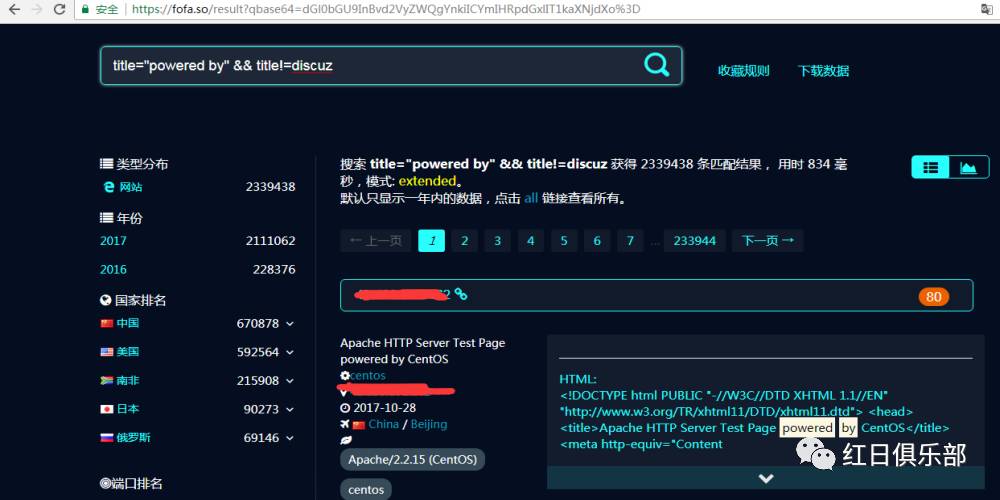 安全 https://fofa.so/result?qbase64=dGl0bGU9InBvd2VyZWQgYnkiICYmIHRpdGxlIT1kaXNjdXo%3D
title="powered by" && title!=discuz
收藏规则 下载数据
类型分布
网站 2339438
年份
2017 2111062
2016 228376
国家排名
中国 670878
美国 592564
南非 215908
日本 90273
俄罗斯 69146
端口排名
搜索 title="powered by" && title!=discuz 获得 2339438 条匹配结果， 用时 834 毫
秒，模式: extended。
默认只显示一年内的数据，点击 all 链接查看所有。
← 上一页 1 2 3 4 5 6 7 ... 233944 下一页 →
80
Apache HTTP Server Test Page
powered by CentOS
centos
2017-10-28
China / Beijing
Apache/2.2.15 (CentOS)
centos
HTML:
<!DOCTYPE html PUBLIC "-//W3C//DTD XHTML 1.1//EN"
"http://www.w3.org/TR/xhtml11/DTD/xhtml11.dtd"> <head>
<title>Apache HTTP Server Test Page powered by CentOS</title>
<meta http-equiv="Content
红日俱乐部